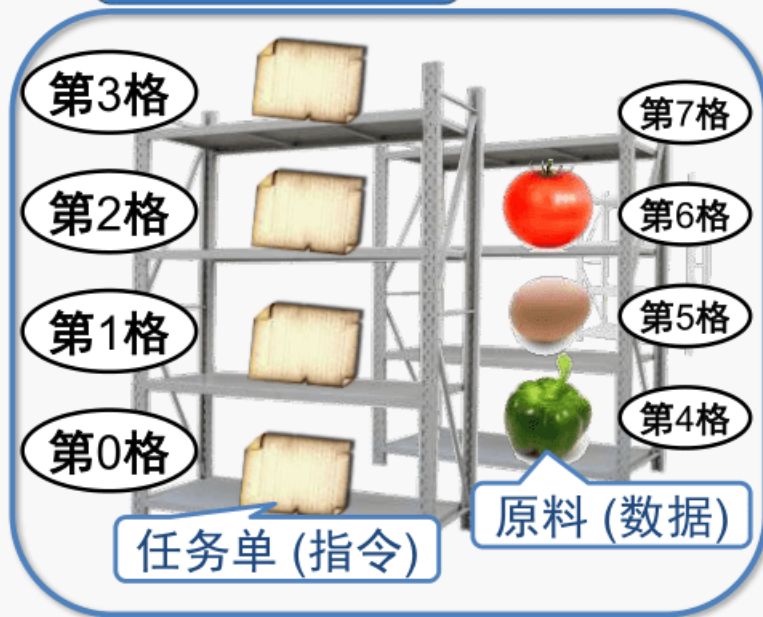 第3格
第7格
第2格
第6格
第1格
第5格
第0格
第4格
任务单 (指令)
原料 (数据)